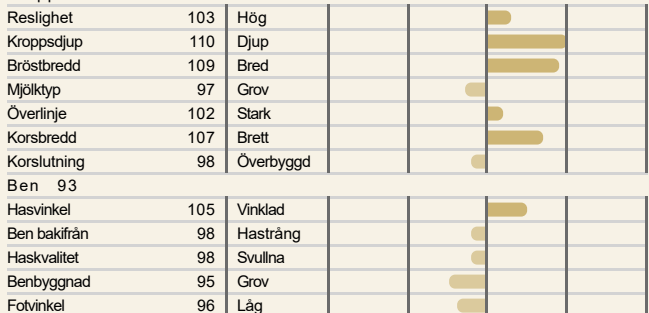 Reslighet 103 Hög
Kroppsdjup 110 Djup
Bröstbredd 109 Bred
Mjölktyp 97 Grov
Överlinje 102 Stark
Korsbredd 107 Brett
Korslutning 98 Överbyggd
Ben 93
Hasvinkel 105 Vinklad
Ben bakifrån 98 Hastrång
Haskvalitet 98 Svullna
Benbyggnad 95 Grov
Fotvinkel 96 Låg